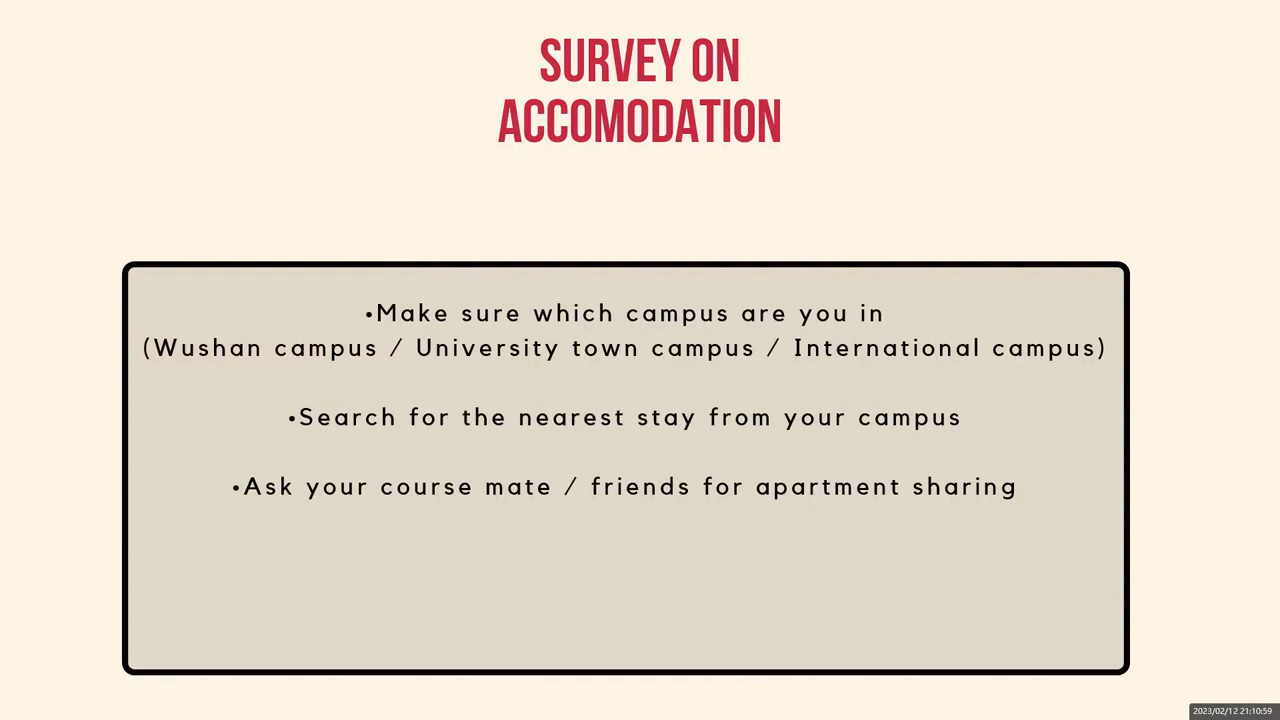 SURVEY ON
ACCOMODATION
•Make sure which campus are you in
(Wushan campus / University town campus / International campus)
•Search for the nearest stay from your campus
•Ask your course mate / friends for apartment sharing
2023/02/12 21:10:59